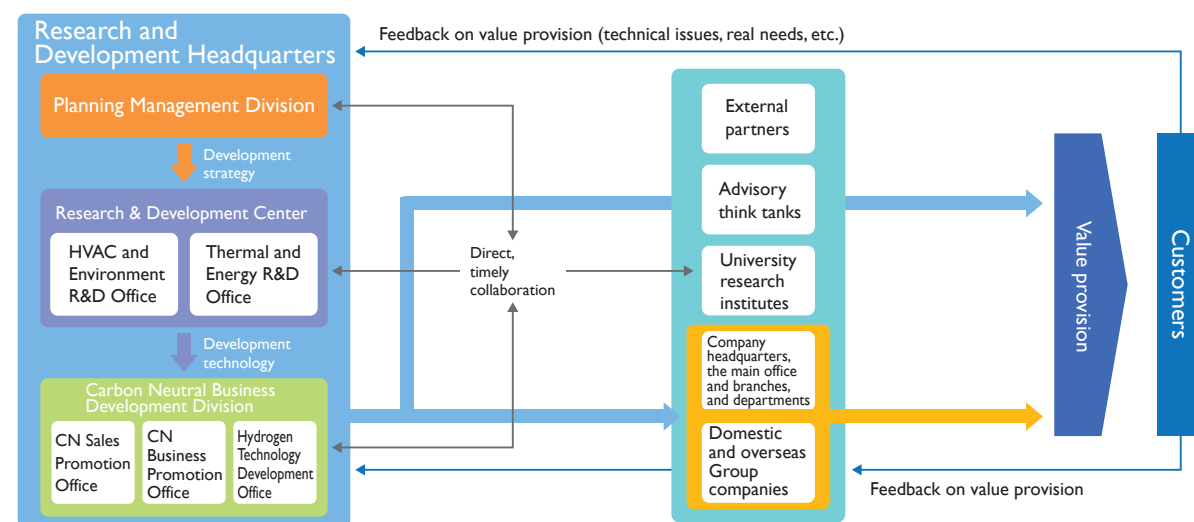 Research and
Development Headquarters
Planning Management Division
Development
strategy
Research & Development Center
HVAC and
Environment
R&D Office
Thermal and
Energy R&D
Office
Development
technology
Carbon Neutral Business
Development Division
CN Sales
Promotion
Office
CN
Business
Promotion
Office
Hydrogen
Technology
Development
Office
Feedback on value provision (technical issues, real needs, etc.)
Direct,
timely
collaboration
External
partners
Advisory
think tanks
University
research
institutes
Company
headquarters,
the main office
and branches,
and departments
Domestic
and overseas
Group
companies
Value provision
Customers
Feedback on value provision